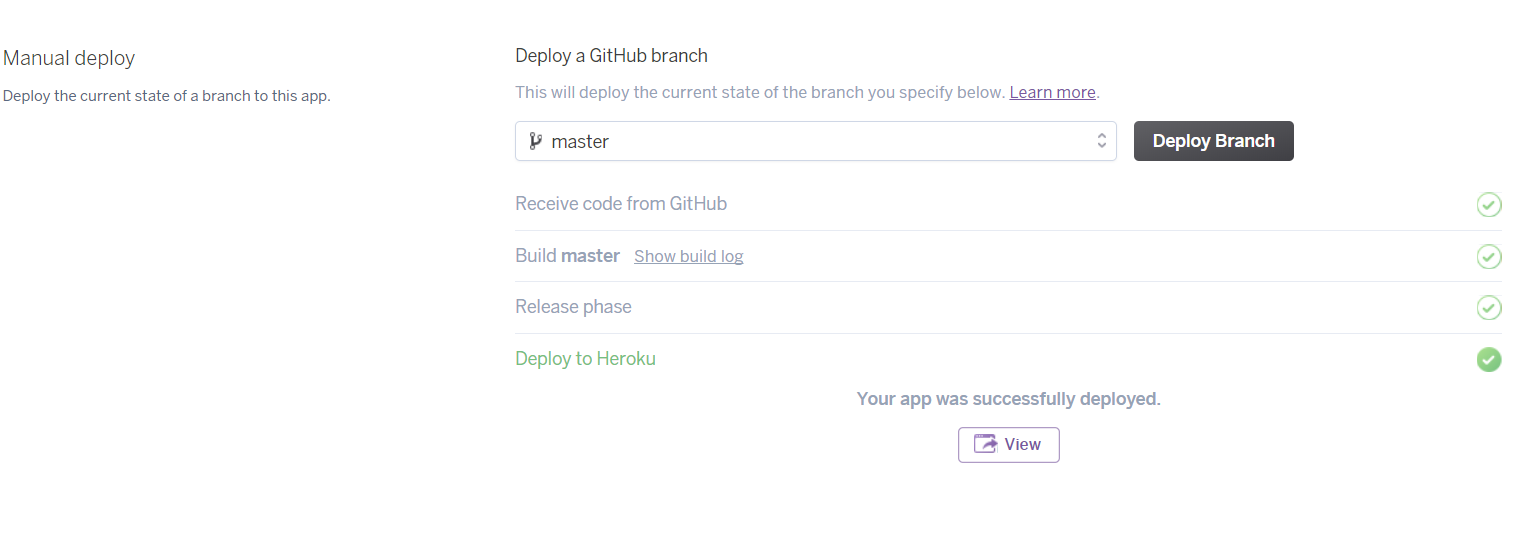 Manual deploy
Deploy the current state of a branch to this app.
Deploy a GitHub branch
This will deploy the current state of the branch you specify below. Learn more.
master
Deploy Branch
Receive code from GitHub
Build master Show build log
Release phase
Deploy to Heroku
Your app was successfully deployed.
View